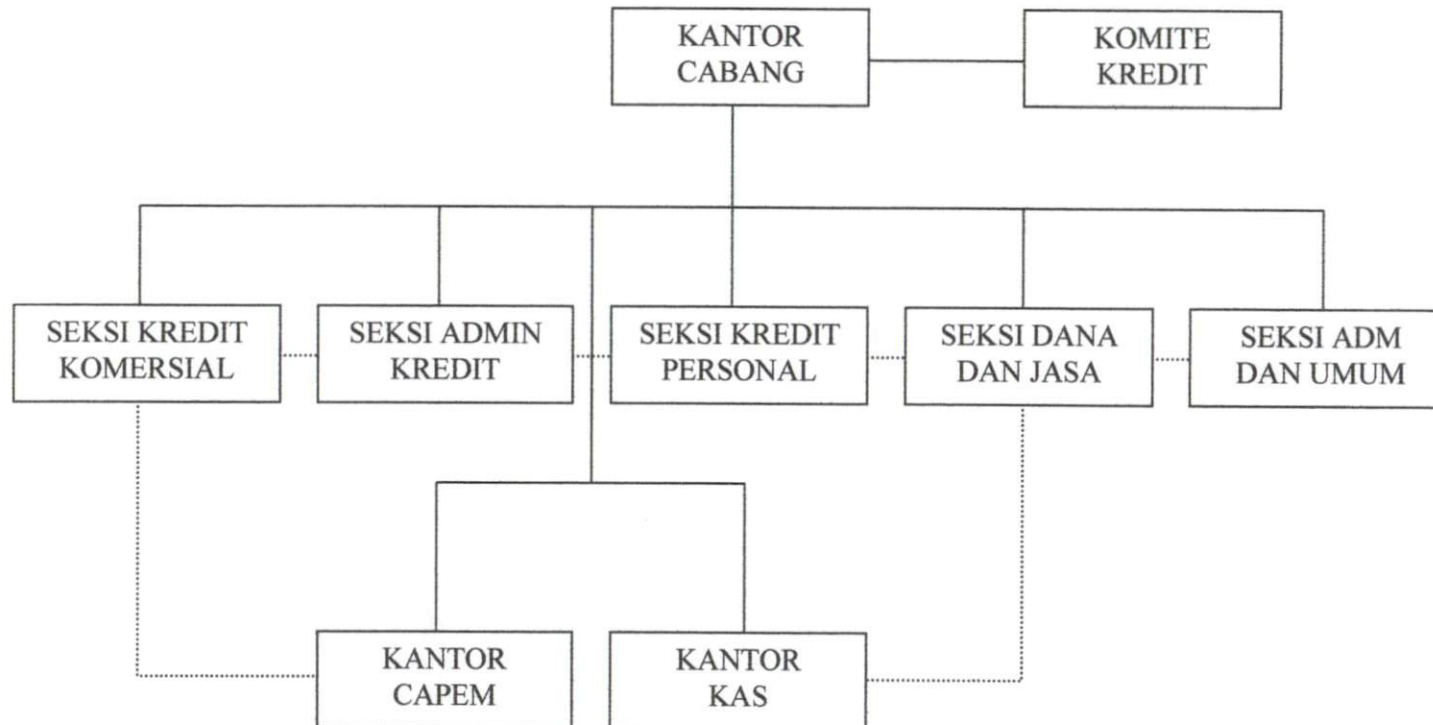 KANTOR
CABANG
KOMITE
KREDIT
SEKSI KREDIT
KOMERSIAL
SEKSI ADMIN
KREDIT
SEKSI KREDIT
PERSONAL
SEKSI DANA
DAN JASA
SEKSI ADM
DAN UMUM
KANTOR
CAPEM
KANTOR
KAS